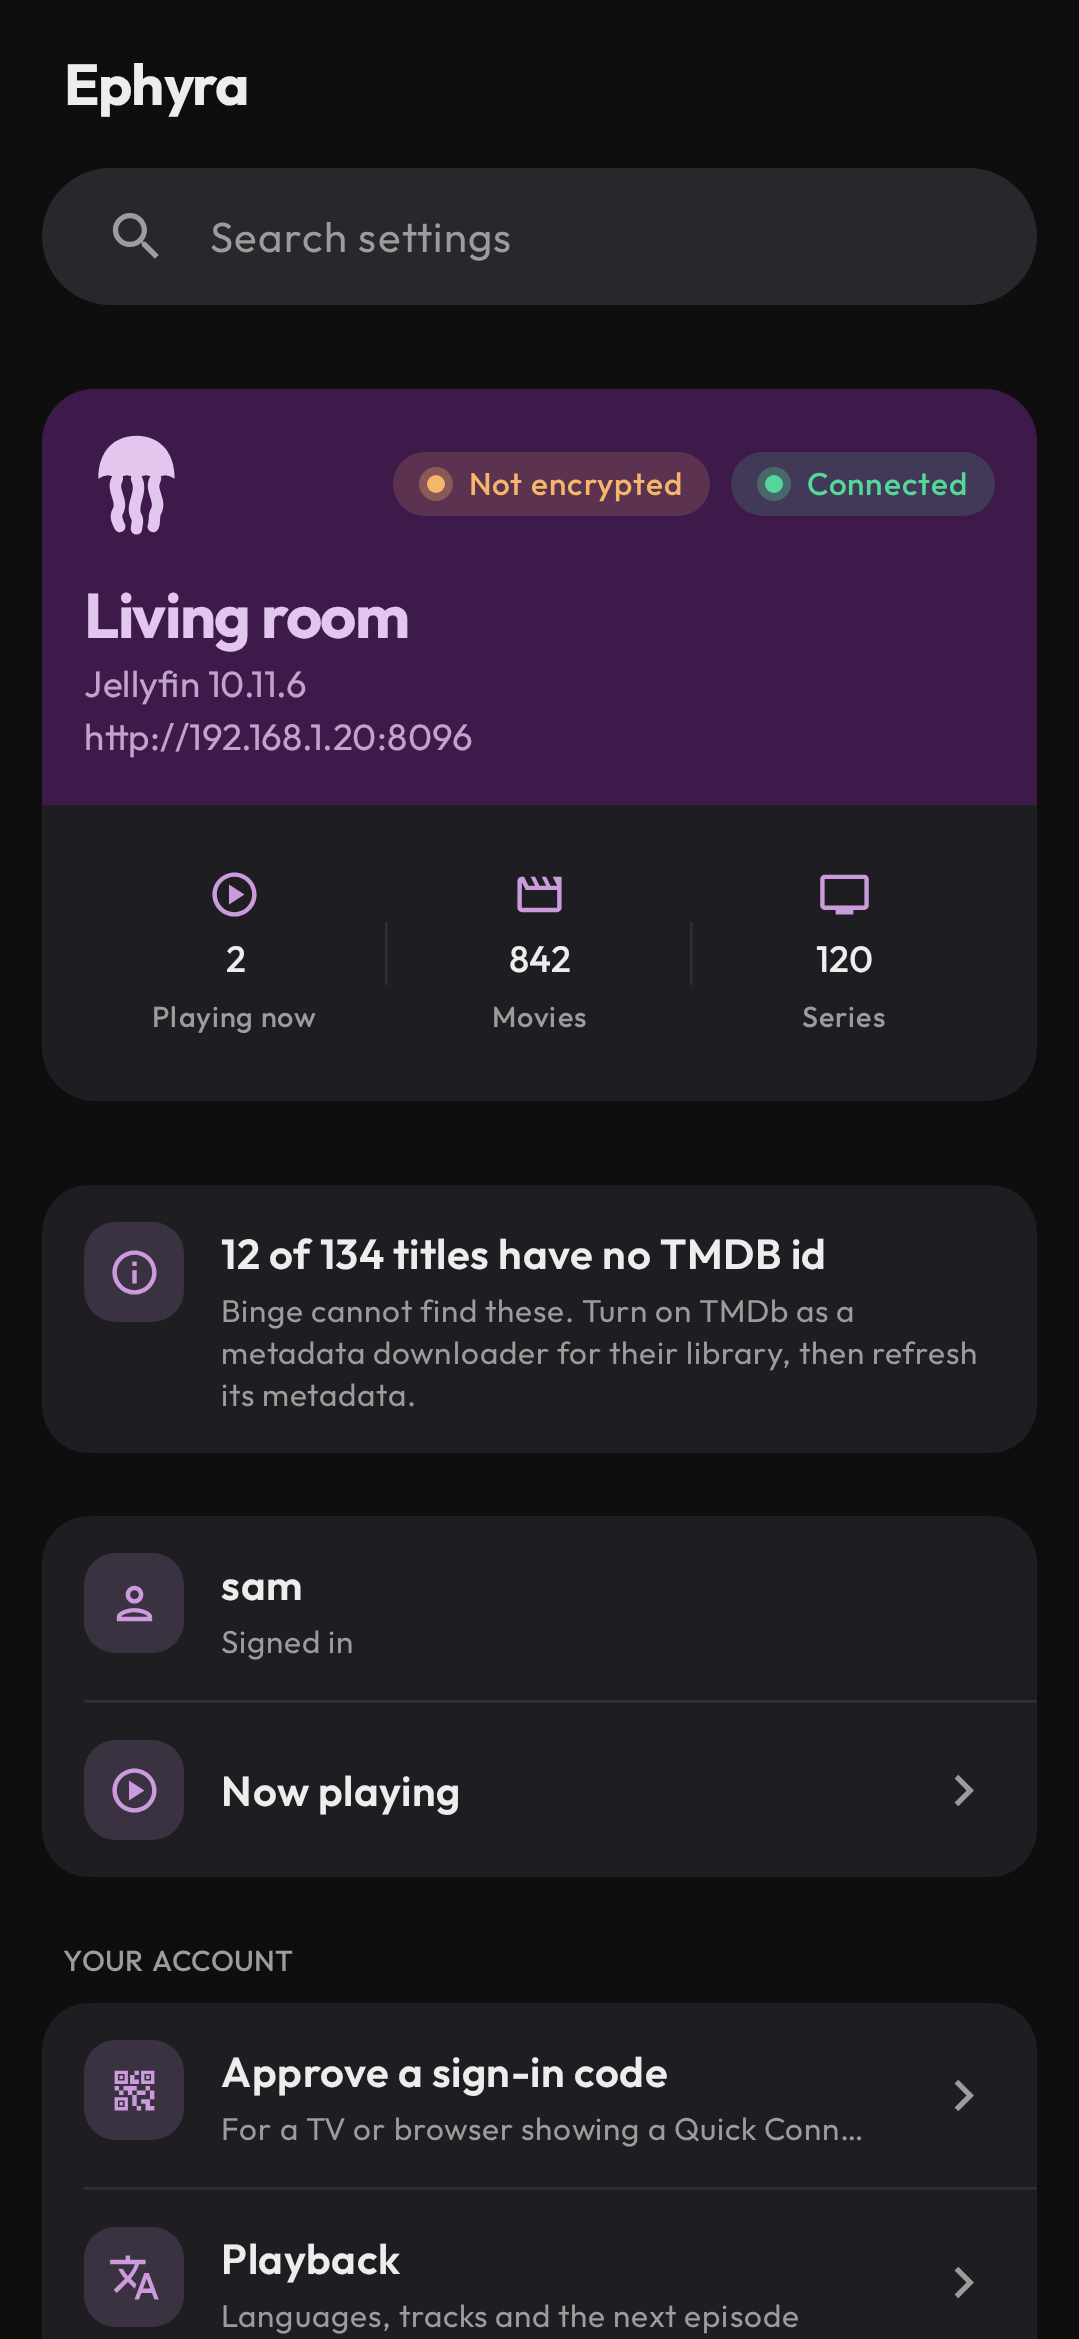 Ephyra
Search settings
Not encrypted
Connected
Living room
Jellyfin 10.11.6
http://192.168.1.20:8096
2
842
120
Playing now
Movies
Series
12 of 134 titles have no TMDB id
Binge cannot find these. Turn on TMDb as a
metadata downloader for their library, then refresh
its metadata.
sam
Signed in
Now playing
YOUR ACCOUNT
Approve a sign-in code
For a TV or browser showing a Quick Conn…
Playback
Languages, tracks and the next episode